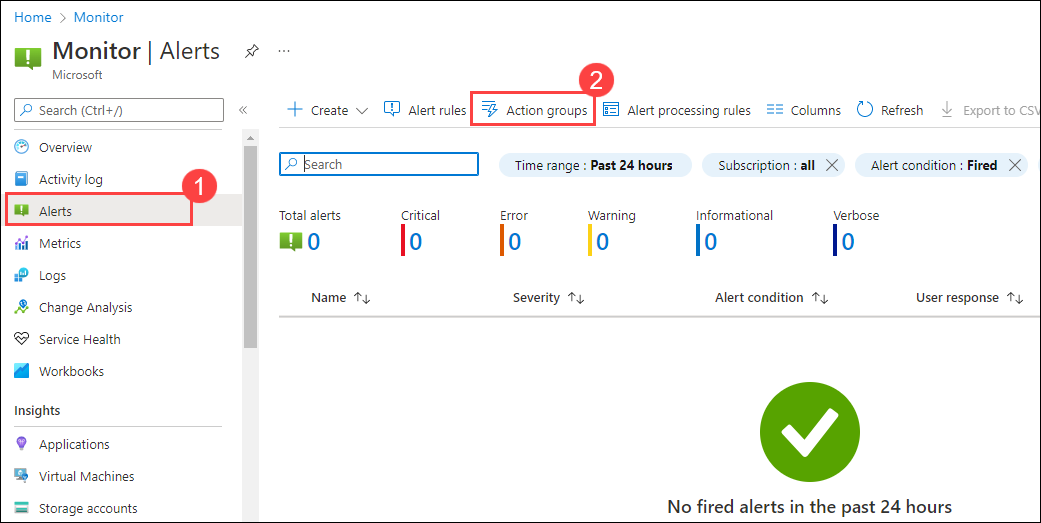 Home > Monitor
Monitor | Alerts
Microsoft
Search (Ctrl+/)
Overview
Activity log
1
Alerts
Metrics
Logs
Change Analysis
Service Health
Workbooks
Insights
Applications
Virtual Machines
Storage accounts
2
Create Alert rules Action groups Alert processing rules Columns Refresh Export to CSV
Search Time range : Past 24 hours Subscription : all Alert condition : Fired
Total alerts Critical Error Warning Informational Verbose
0 0 0 0 0 0
Name Severity Alert condition User response
No fired alerts in the past 24 hours